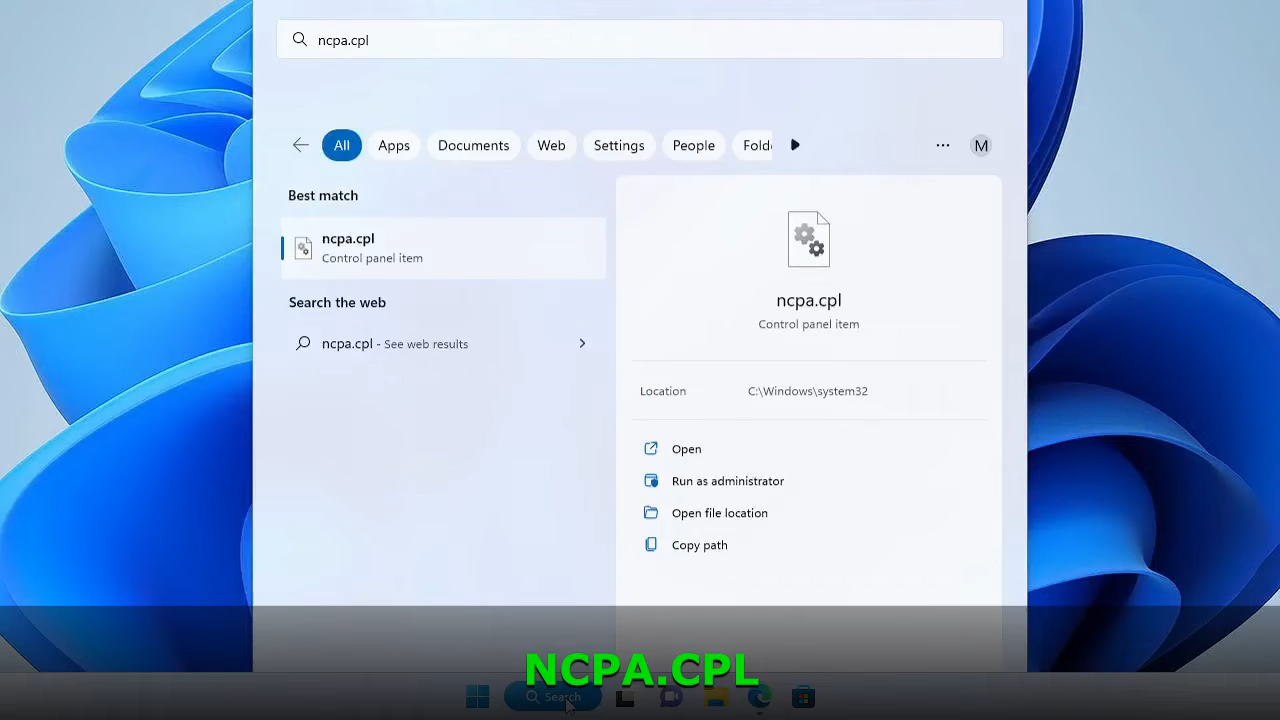 ncpa.cpl
All
Apps
Documents
Web
Settings
People
Fold
M
Best match
ncpa.cpl
Control panel item
Search the web
ncpa.cpl - See web results
ncpa.cpl
Control panel item
Location C:\Windows\system32
Open
Run as administrator
Open file location
Copy path
NCPA.CPL
Search